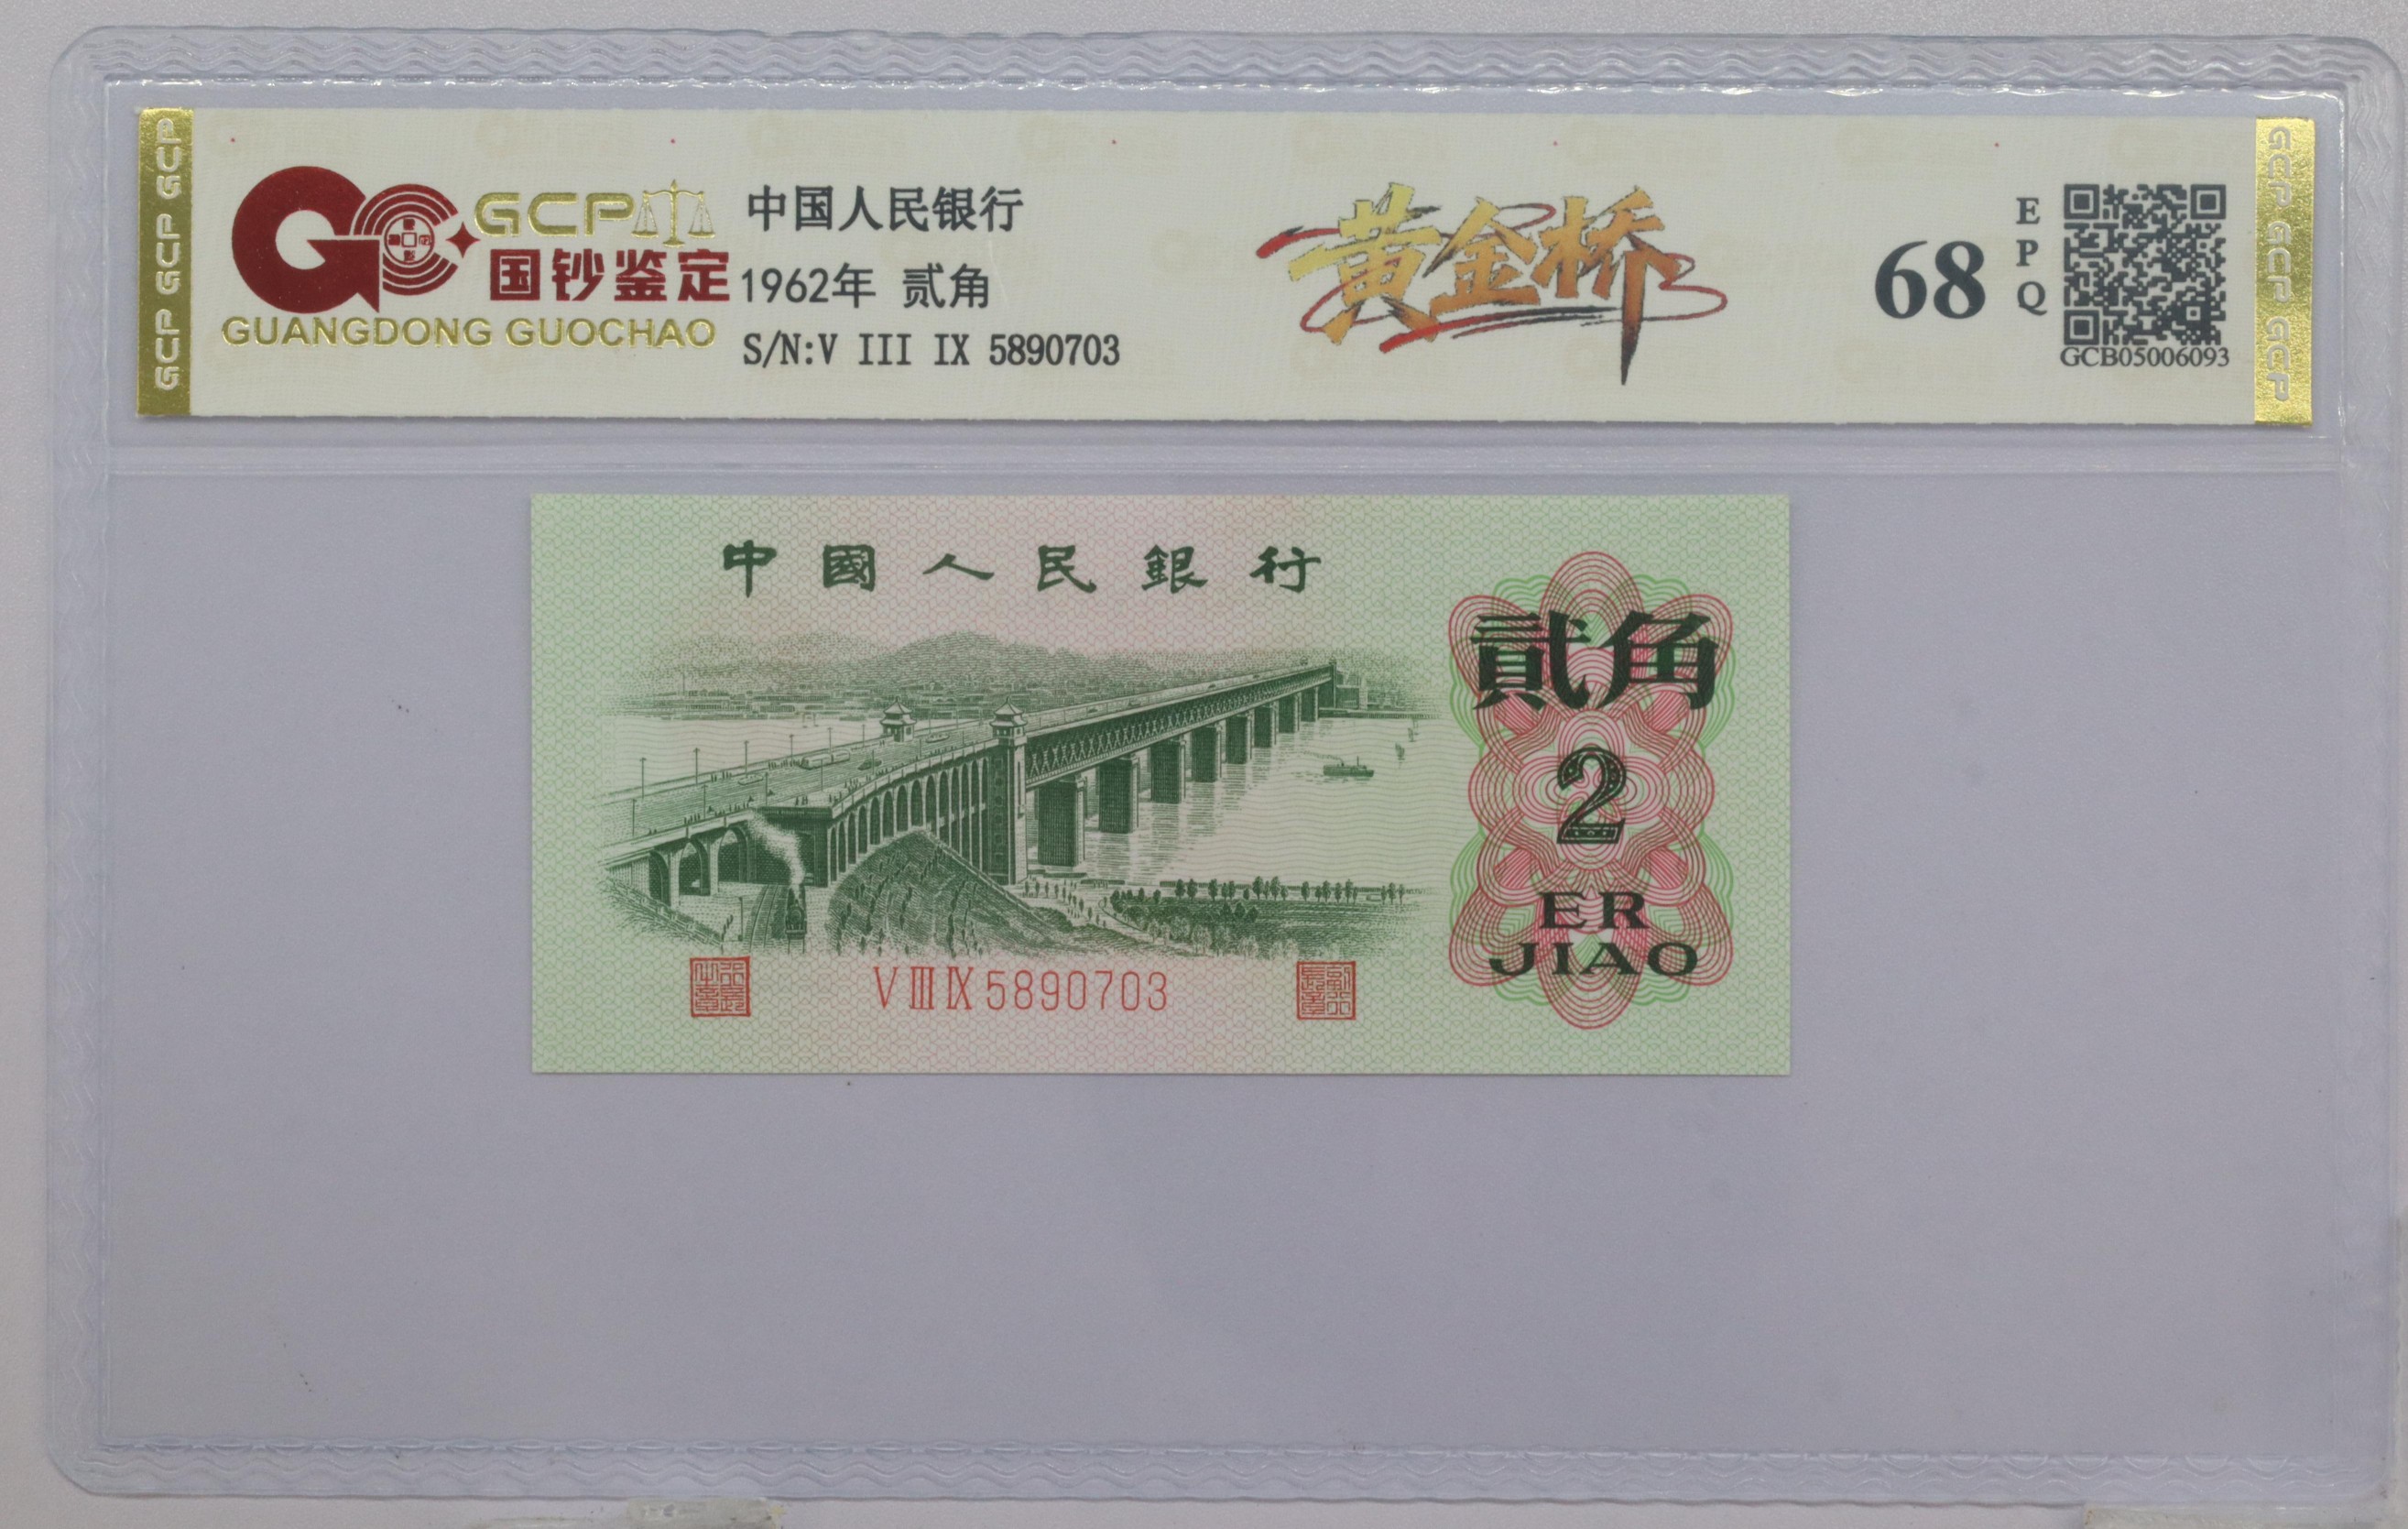 GCP GCP GCP
GCP
国钞鉴定
GUANGDONG GUOCHAO
中国人民银行
1962年 贰角
S/N:V III IX 5890703
黄金桥
68
EPQ
GCB05006093
GCP GCP GCP
中國人民銀行
貳角
2
ER
JIAO
V III IX 5890703